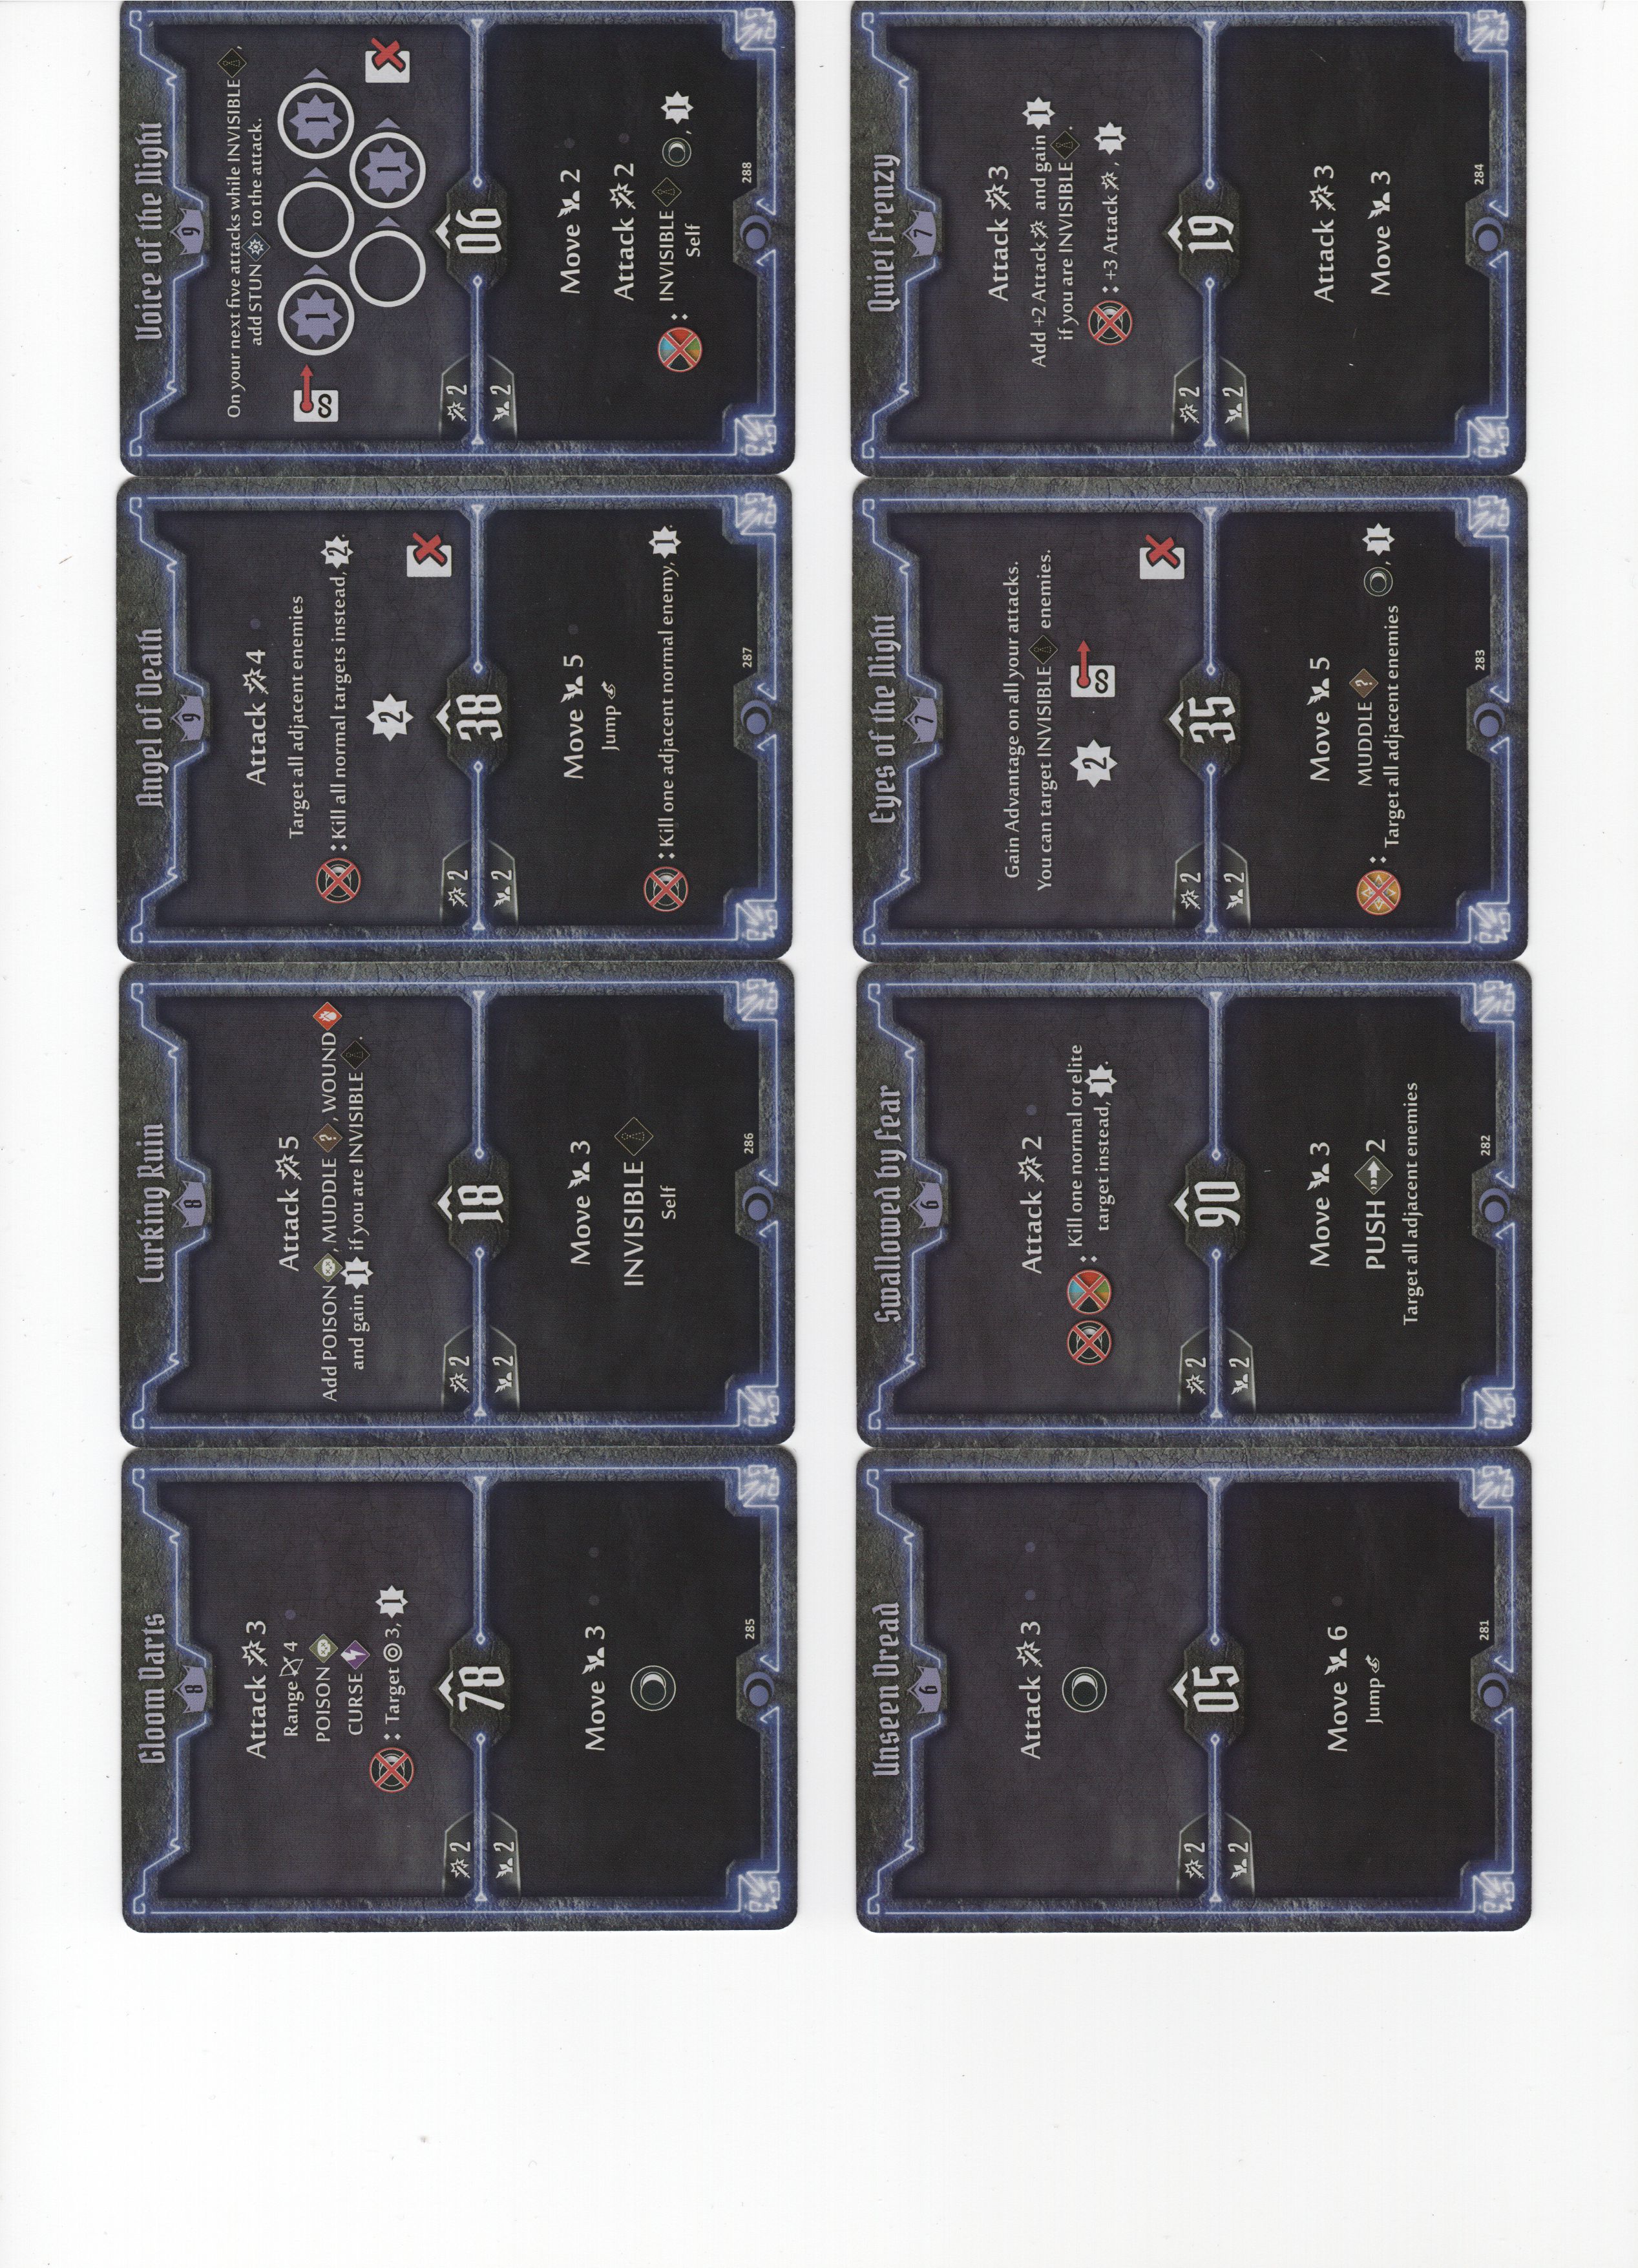 Gloom Darts
8
Attack 3
Range 4
POISON
CURSE
: Target 3, 1
2
78
2
Move 3
285
Lurking Ruin
8
Attack 5
Add POISON , MUDDLE , WOUND
and gain 1 if you are INVISIBLE .
2
18
2
Move 3
INVISIBLE
Self
286
Angel of Death
9
Attack 4
Target all adjacent enemies
: Kill all normal targets instead, 2.
2
2
38
2
Move 5
Jump
: Kill one adjacent normal enemy, 1.
287
Voice of the Night
9
On your next five attacks while INVISIBLE ,
add STUN to the attack.
S
1 1
1
2
06
2
Move 2
Attack 2
: INVISIBLE , 1
Self
288
Unseen Dread
6
Attack 3
2
05
2
Move 6
Jump
281
Swallowed by Fear
6
Attack 2
: Kill one normal or elite
target instead, 1.
2
90
2
Move 3
PUSH 2
Target all adjacent enemies
282
Eyes of the Night
7
Gain Advantage on all your attacks.
You can target INVISIBLE enemies.
2 S
2
35
2
Move 5
: MUDDLE , 1
Target all adjacent enemies
283
Quiet Frenzy
7
Attack 3
Add +2 Attack and gain 1
if you are INVISIBLE .
: +3 Attack , 1
2
19
2
Attack 3
Move 3
284